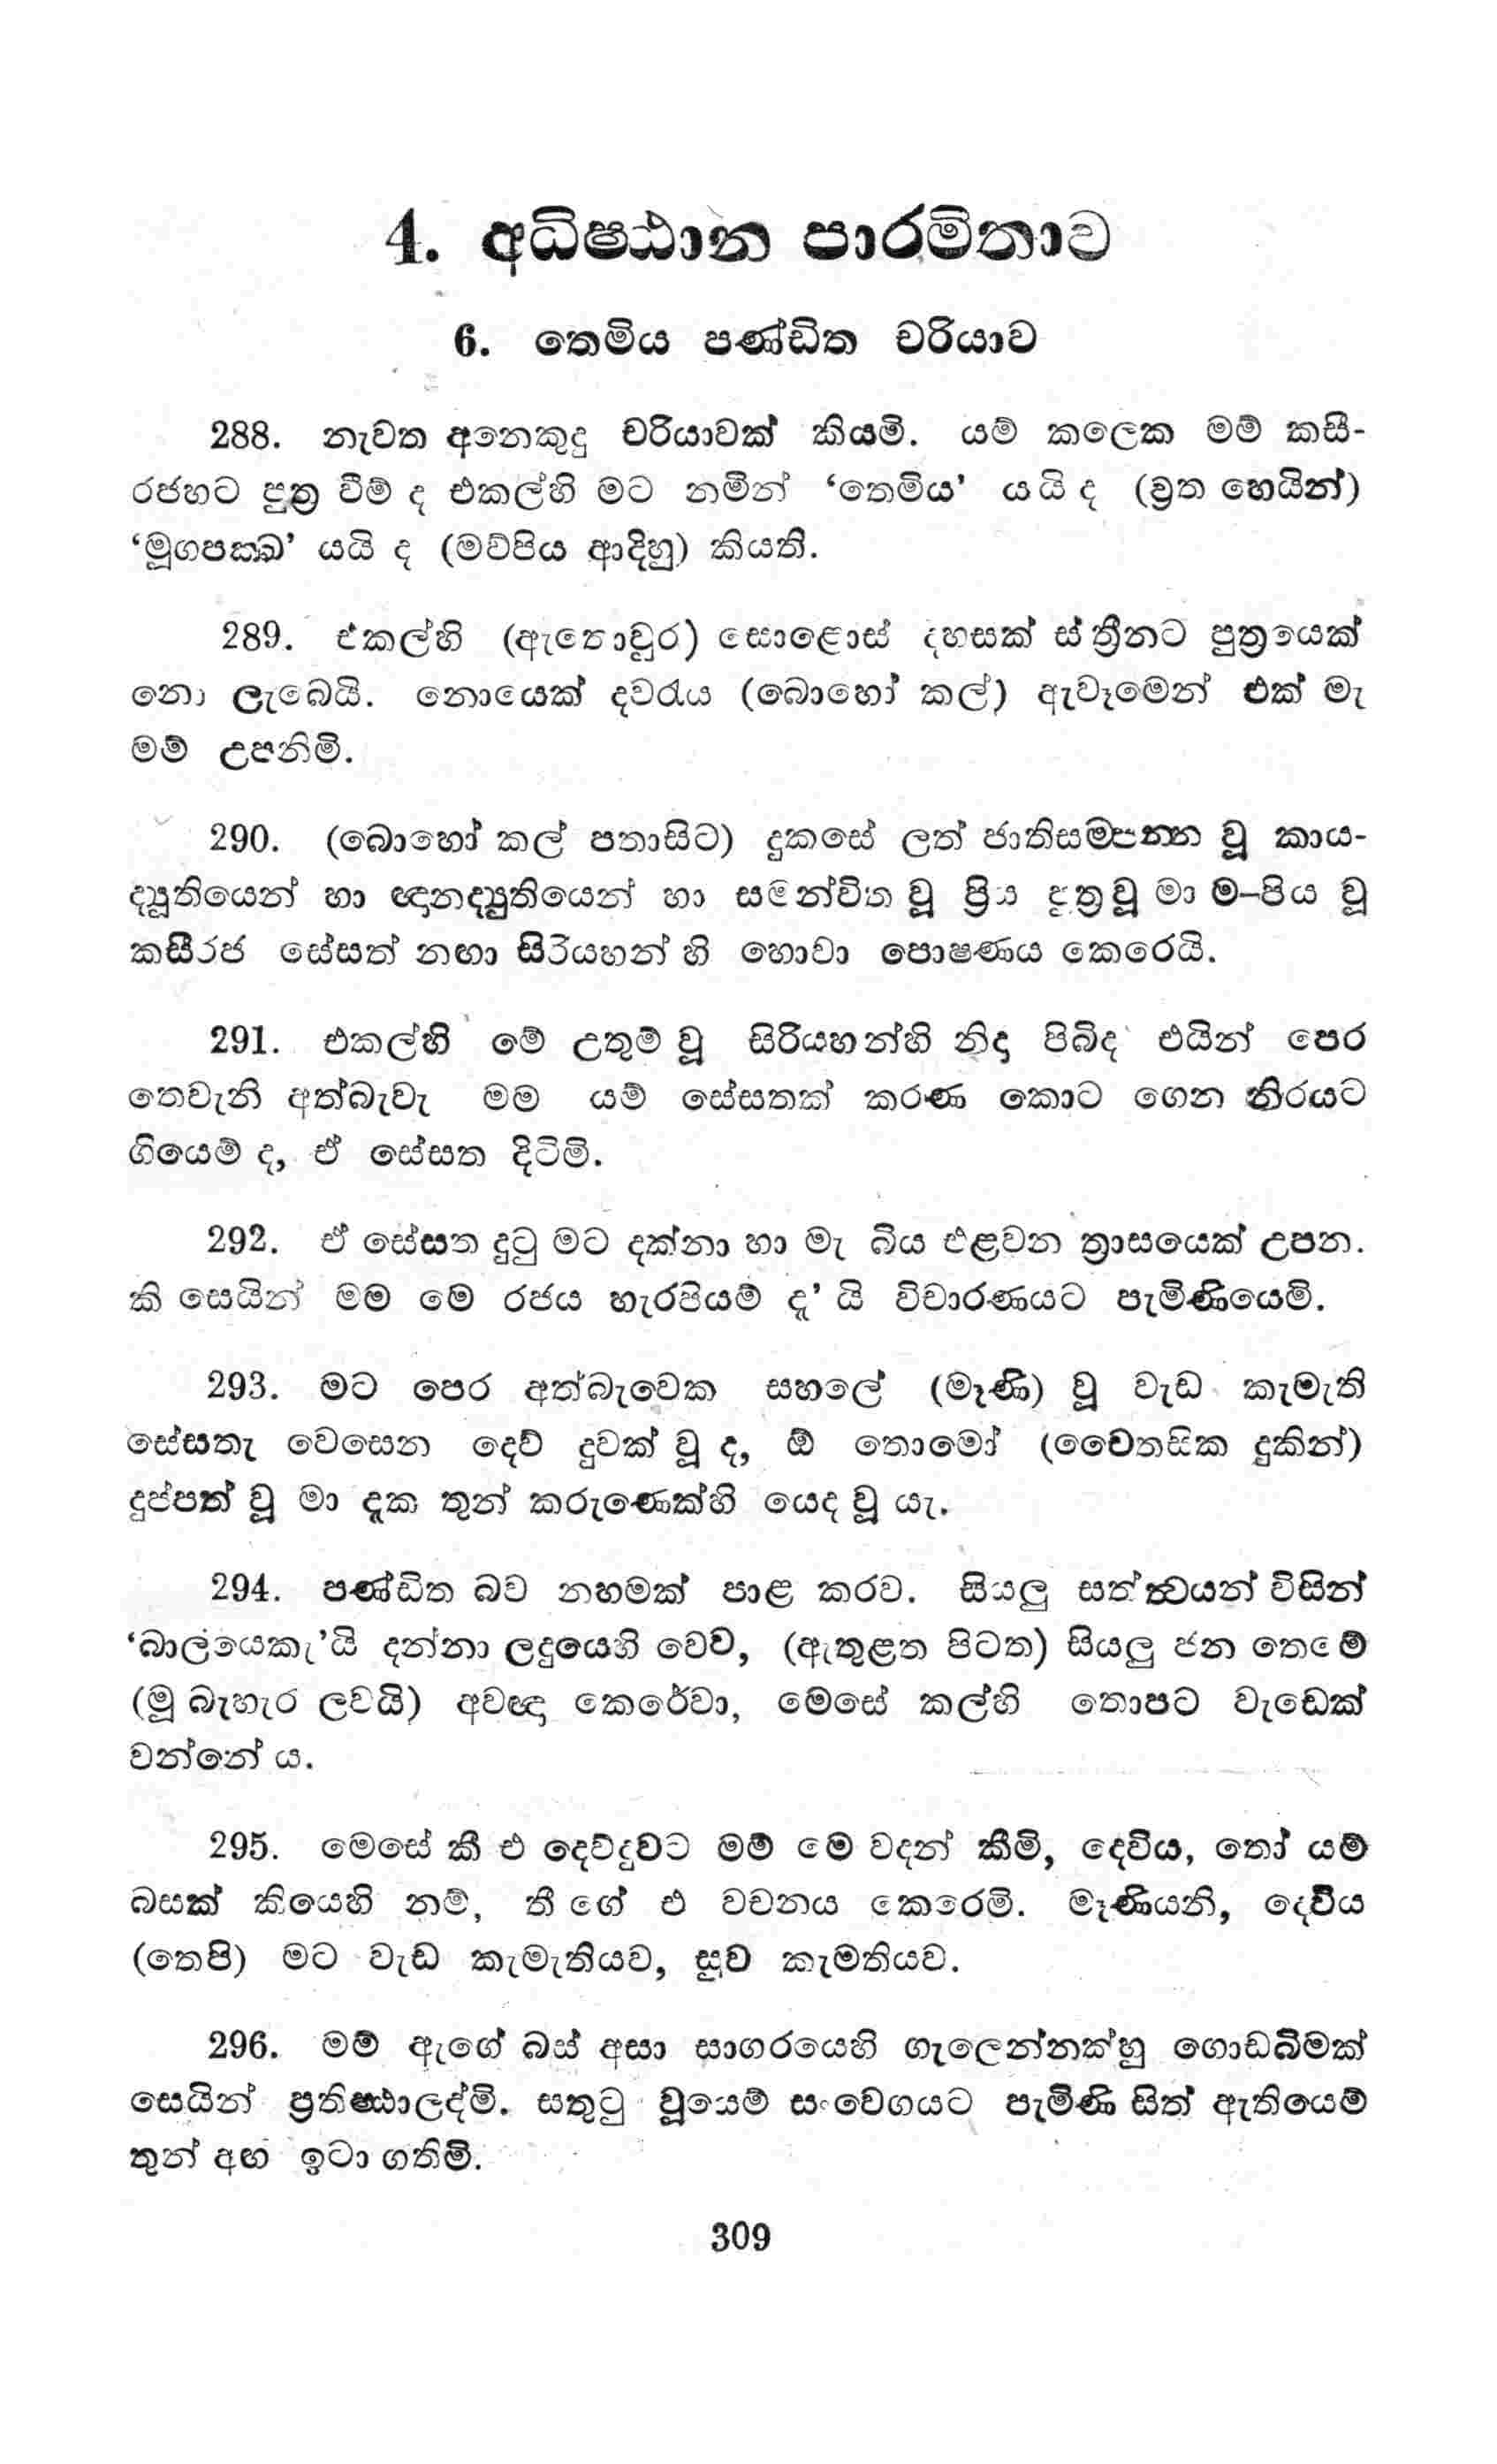 4. අධිෂඨාන පාරමිතාව
6. තෙමිය පණ්ඩිත චරියාව
288. නැවත අනෙකුදු චරියාවක් කියමි. යම් කලෙක මම් කසී-
රජහට පුත්‍ර වීම් ද එකල්හි මට නමින් ‘තෙමිය’ යයි ද (ව්‍රත හෙයින්)
‘මූගපක්‍ඛ’ යයි ද (මව්පිය ආදිහු) කියති.
289. එකල්හි (ඇතොවුර) සොළොස් දහසක් ස්ත්‍රීනට පුත්‍රයෙක්
නො ලැබෙයි. නොයෙක් දවරැය (බොහෝ කල්) ඇවෑමෙන් එක් මැ
මම් උපනිමි.
290. (බොහෝ කල් පතාසිට) දුකසේ ලත් ජාතිසම්පන්න වූ කාය-
ද්‍යුතියෙන් හා ඥානද්‍යුතියෙන් හා සමන්විත වූ ප්‍රිය පුත්‍ර වූ මා ම-පිය වූ
කසීරජ සේසත් නඟා සිරියහන් හි හොවා පොෂණය කෙරෙයි.
291. එකල්හි මේ උතුම් වූ සිරියහන්හි නිදා පිබිද එයින් පෙර
තෙවැනි අත්බැවැ මම යම් සේසතක් කරණ කොට ගෙන නිරයට
ගියෙම් ද, ඒ සේසත දිටිමි.
292. ඒ සේසත දුටු මට දක්නා හා මැ බිය එළවන ත්‍රාසයෙක් උපන.
කි සෙයින් මම මෙ රජය හැරපියම් දැ’ යි විචාරණයට පැමිණියෙමි.
293. මට පෙර අත්බැවෙක සහලේ (මෑණි) වූ වැඩ කැමැති
සේසතැ වෙසෙන දෙව් දුවක් වූ ද, ඕ තොමෝ (චෛතසික දුකින්)
දුප්පත් වූ මා දැක තුන් කරුණෙක්හි යෙද වූ යැ.
294. පණ්ඩිත බව නහමක් පාළ කරව. සියලු සත්ත්‍වයන් විසින්
‘බාලයෙකැ’යි දන්නා ලදුයෙහි වෙව, (ඇතුළත පිටත) සියලු ජන තෙමෙ
(මූ බැහැර ලවයි) අවඥා කෙරේවා, මෙසේ කල්හි තොපට වැඩෙක්
වන්නේ ය.
295. මෙසේ කී එ දෙව්දුවට මම් මෙ වදන් කීමි, දෙවිය, තෝ යම්
බසක් කියෙහි නම්, තී ගේ එ වචනය කෙරෙමි. මෑණියනි, දෙවිය
(තෙපි) මට වැඩ කැමැතියව, සුව කැමතියව.
296. මම් ඇගේ බස් අසා සාගරයෙහි ගැලෙන්නක්හු ගොඩබිමක්
සෙයින් ප්‍රතිෂ්ඨාලද්මි. සතුටු වූයෙම් සංවෙගයට පැමිණි සිත් ඇතියෙම්
තුන් අඟ ඉටා ගතිමි.
309